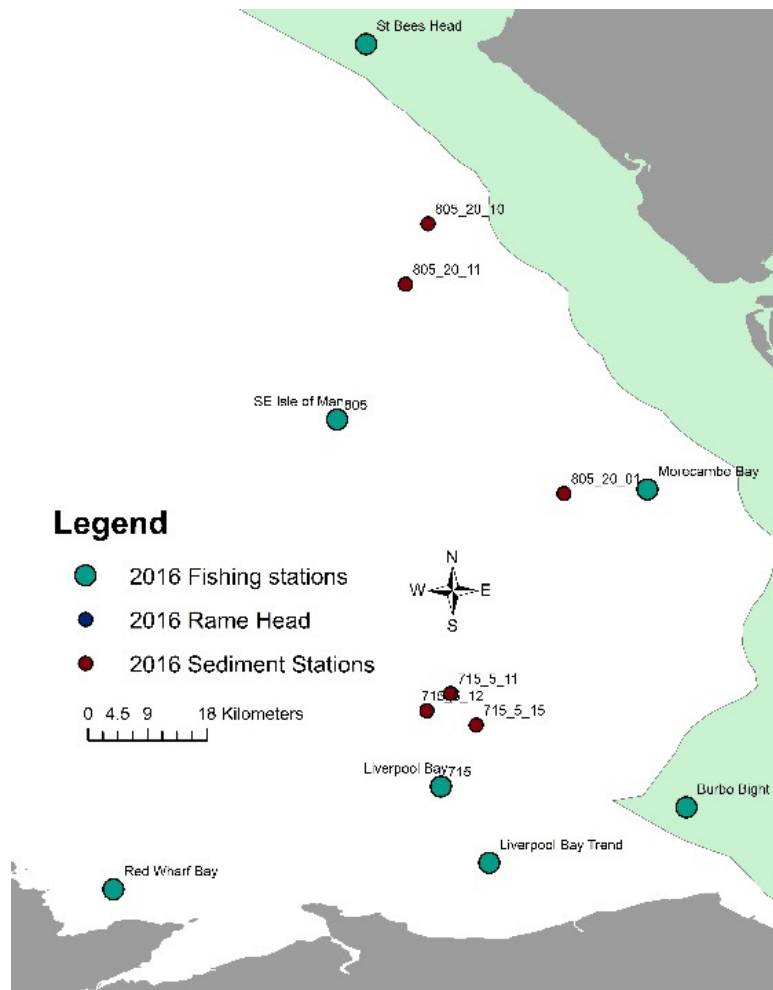 St Bees Head
805_20_10
805_20_11
SE Isle of Man
805
805_20_01
Morecambe Bay
Legend
2016 Fishing stations
2016 Rame Head
2016 Sediment Stations
0 4.5 9 18 Kilometers
N
W E
S
715_5_11
715_5_12
715_5_15
Liverpool Bay
715
Burbo Bight
Liverpool Bay Trend
Red Wharf Bay